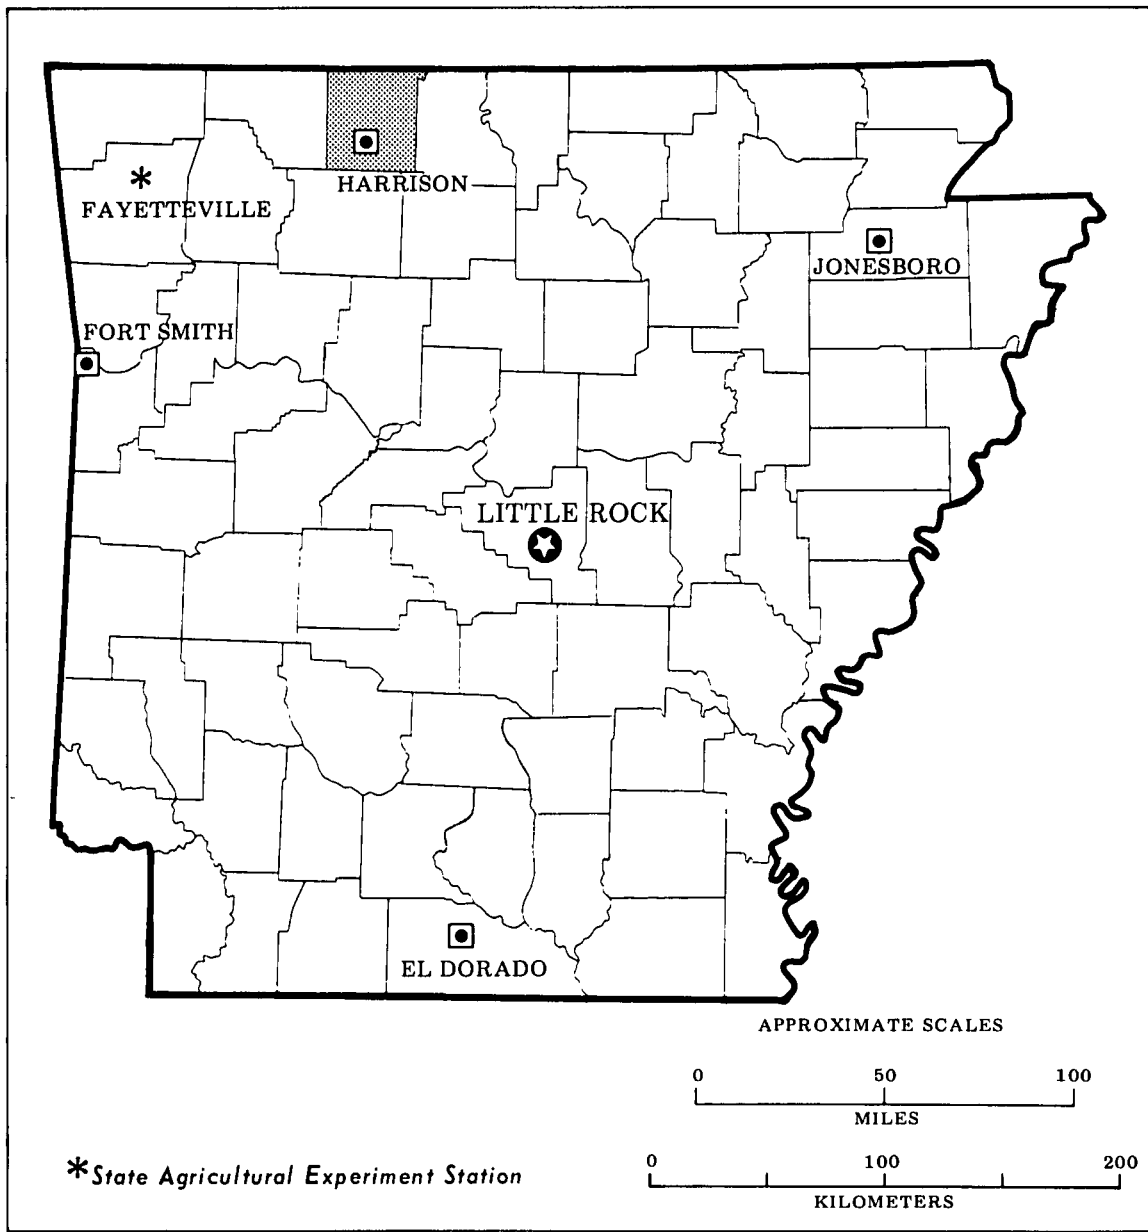 HARRISON
FAYETTEVILLE
JONESBORO
FORT SMITH
LITTLE ROCK
EL DORADO
APPROXIMATE SCALES
0 50 100
MILES
*State Agricultural Experiment Station
0 100 200
KILOMETERS